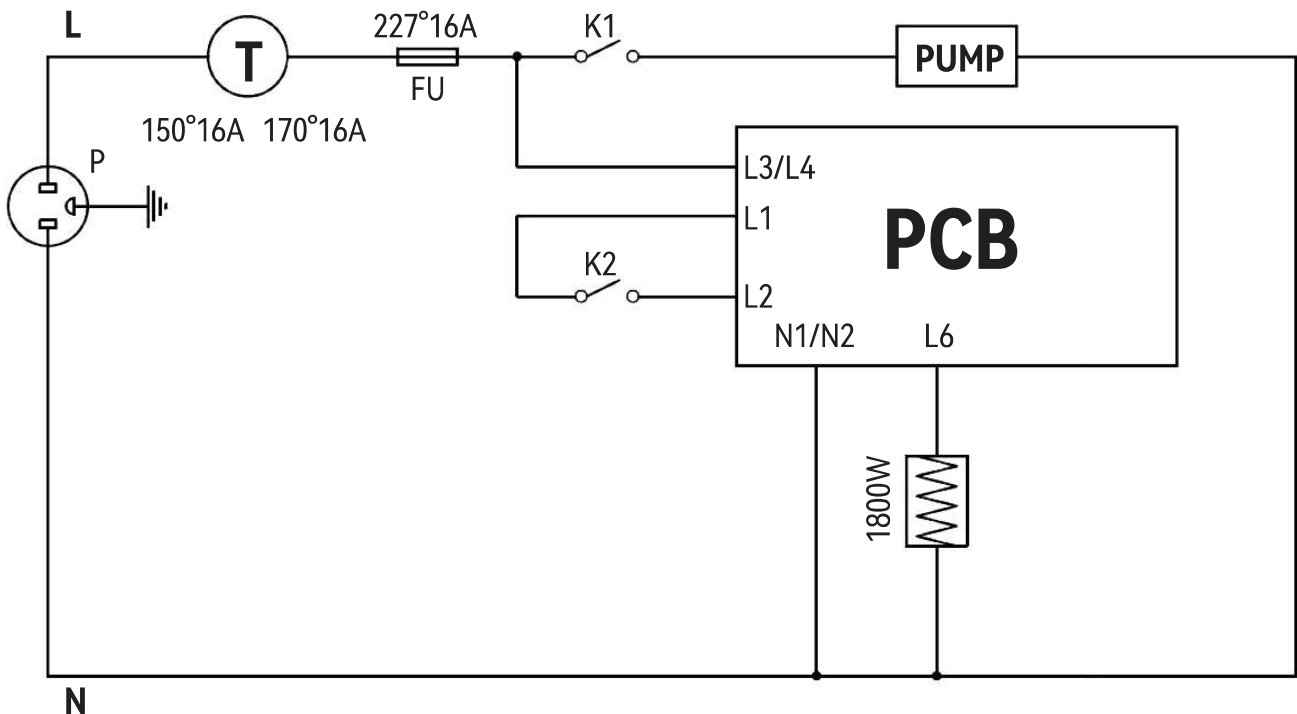 L
T
227°16A
K1
PUMP
FU
150°16A 170°16A
P
L3/L4
L1
PCB
K2
L2
N1/N2
L6
1800W
N